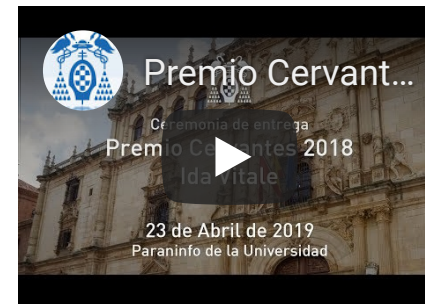 Premio Cervant...
Ceremonia de entrega
Premio Cervantes 2018
Ida Vitale
23 de Abril de 2019
Paraninfo de la Universidad